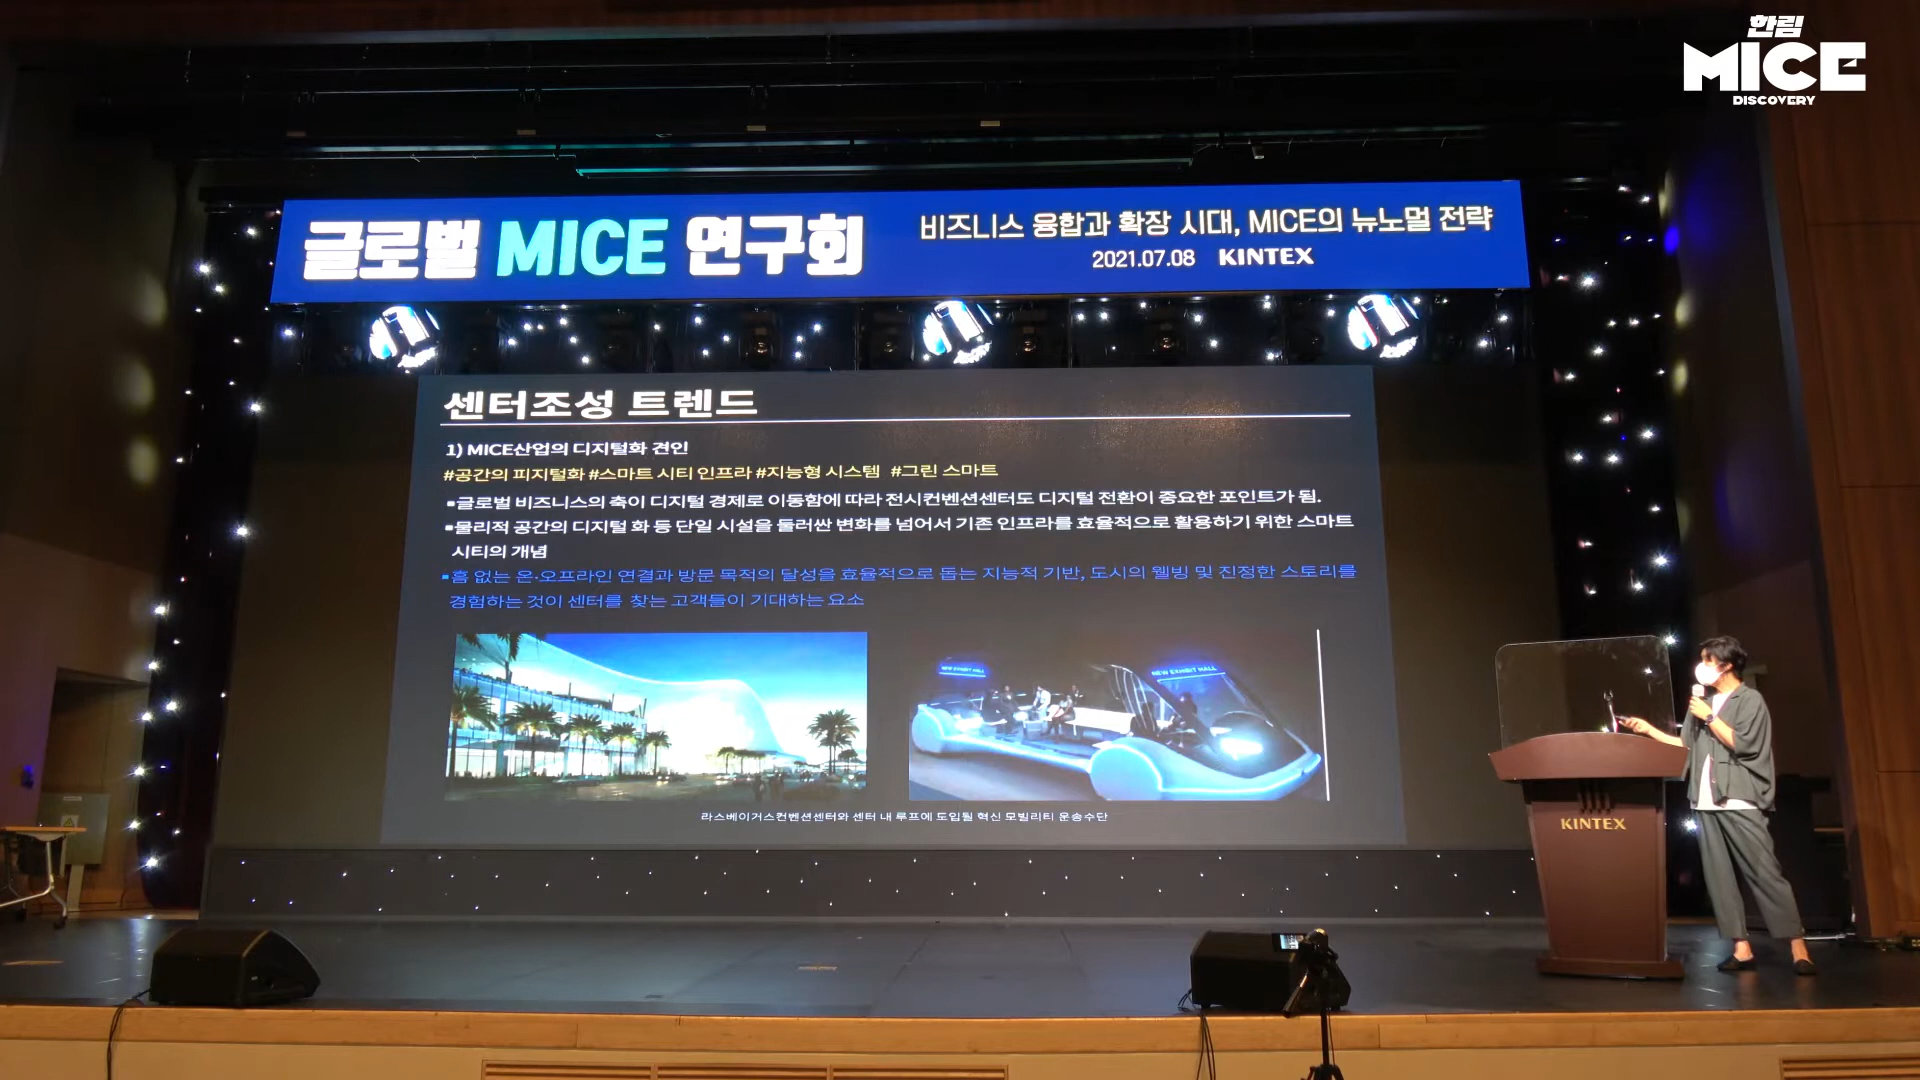 한림
MICE
DISCOVERY
글로벌 MICE 연구회
비즈니스 융합과 확장 시대, MICE의 뉴노멀 전략
2021.07.08 KINTEX
센터조성 트렌드
1) MICE산업의 디지털화 견인
#공간의 피지털화 #스마트 시티 인프라 #지능형 시스템 #그린 스마트
▪글로벌 비즈니스의 축이 디지털 경제로 이동함에 따라 전시컨벤션센터도 디지털 전환이 중요한 포인트가 됨.
▪물리적 공간의 디지털 화 등 단일 시설을 둘러싼 변화를 넘어서 기존 인프라를 효율적으로 활용하기 위한 스마트
시티의 개념
▪흠 없는 온·오프라인 연결과 방문 목적의 달성을 효율적으로 돕는 지능적 기반, 도시의 웰빙 및 진정한 스토리를
경험하는 것이 센터를 찾는 고객들이 기대하는 요소
NEW EXHIBIT HALL
NEW EXHIBIT HALL
라스베이거스컨벤션센터와 센터 내 루프에 도입될 혁신 모빌리티 운송수단
KINTEX